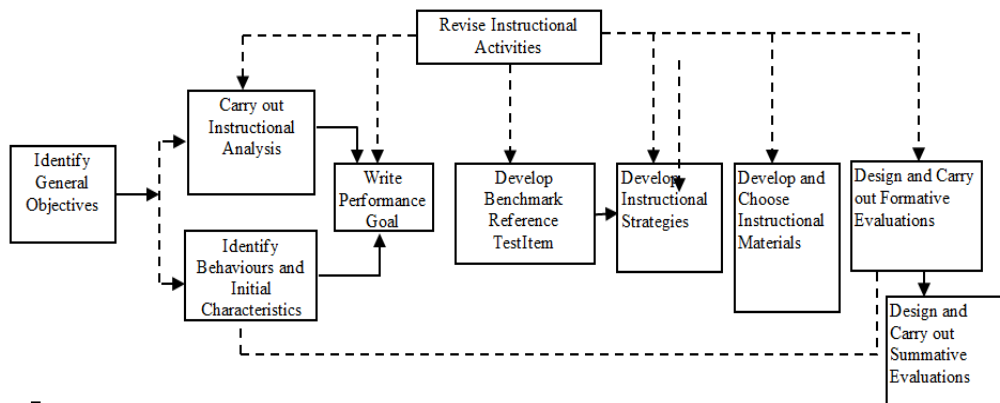 Revise Instructional
Activities
Carry out
Instructional
Analysis
Identify
General
Objectives
Write
Performance
Goal
Identify
Behaviours and
Initial
Characteristics
Develop
Benchmark
Reference
TestItem
Develop
Instructional
Strategies
Develop and
Choose
Instructional
Materials
Design and Carry
out Formative
Evaluations
Design and
Carry out
Summative
Evaluations